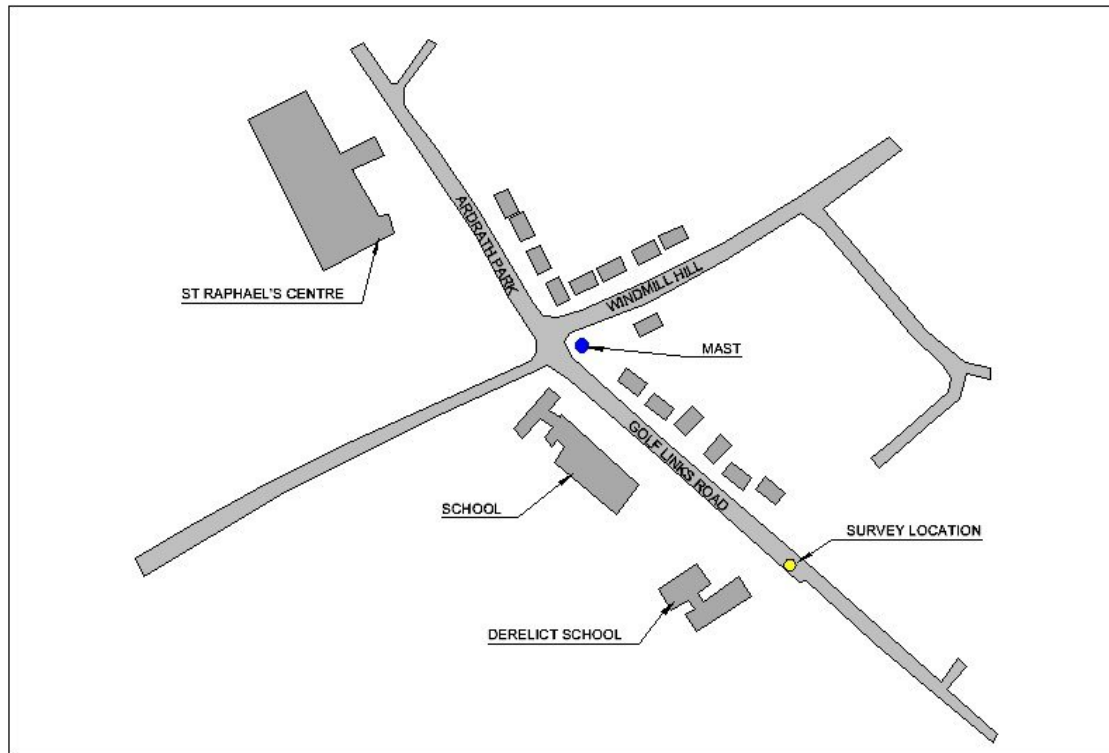 ARDRATH PARK
WINDMILL HILL
ST RAPHAEL'S CENTRE
MAST
GOLF LINKS ROAD
SCHOOL
SURVEY LOCATION
DERELICT SCHOOL